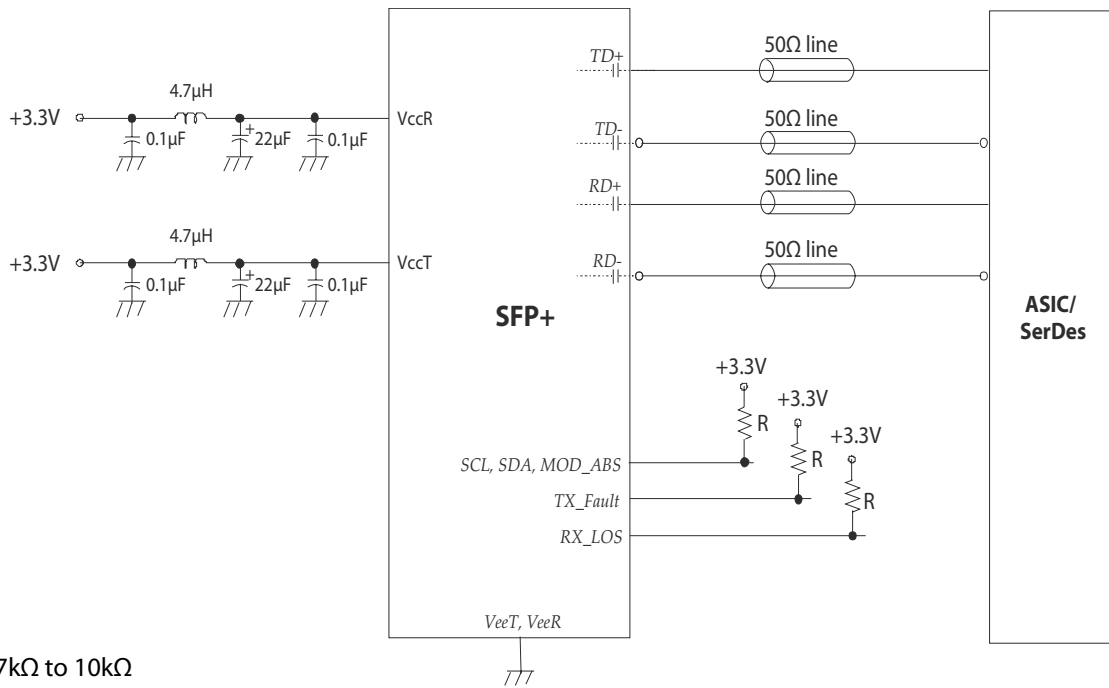 50Ω line
TD+
4.7µH
+3.3V
VccR
0.1µF
+
22µF
0.1µF
50Ω line
TD-
50Ω line
RD+
50Ω line
RD-
4.7µH
+3.3V
VccT
0.1µF
+
22µF
0.1µF
SFP+
ASIC/
SerDes
+3.3V
R
+3.3V
R
+3.3V
R
SCL, SDA, MOD_ABS
TX_Fault
RX_LOS
VeeT, VeeR
7kΩ to 10kΩ